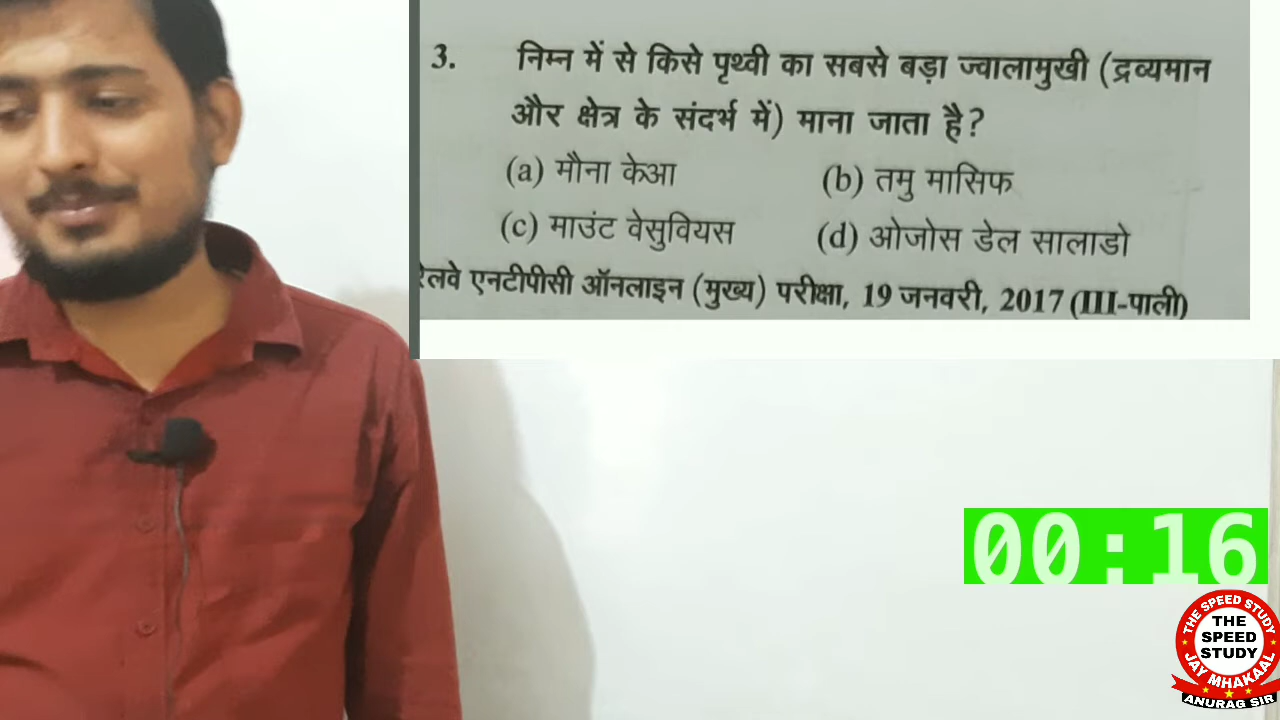 3. निम्न में से किसे पृथ्वी का सबसे बड़ा ज्वालामुखी (द्रव्यमान
और क्षेत्र के संदर्भ में) माना जाता है?
(a) मौना केआ (b) तमु मासिफ
(c) माउंट वेसुवियस (d) ओजोस डेल सालाडो
रेलवे एनटीपीसी ऑनलाइन (मुख्य) परीक्षा, 19 जनवरी, 2017 (III-पाली)
00:16
THE SPEED STUDY
THE
SPEED
STUDY
JAY MHAKAAL
ANURAG SIR